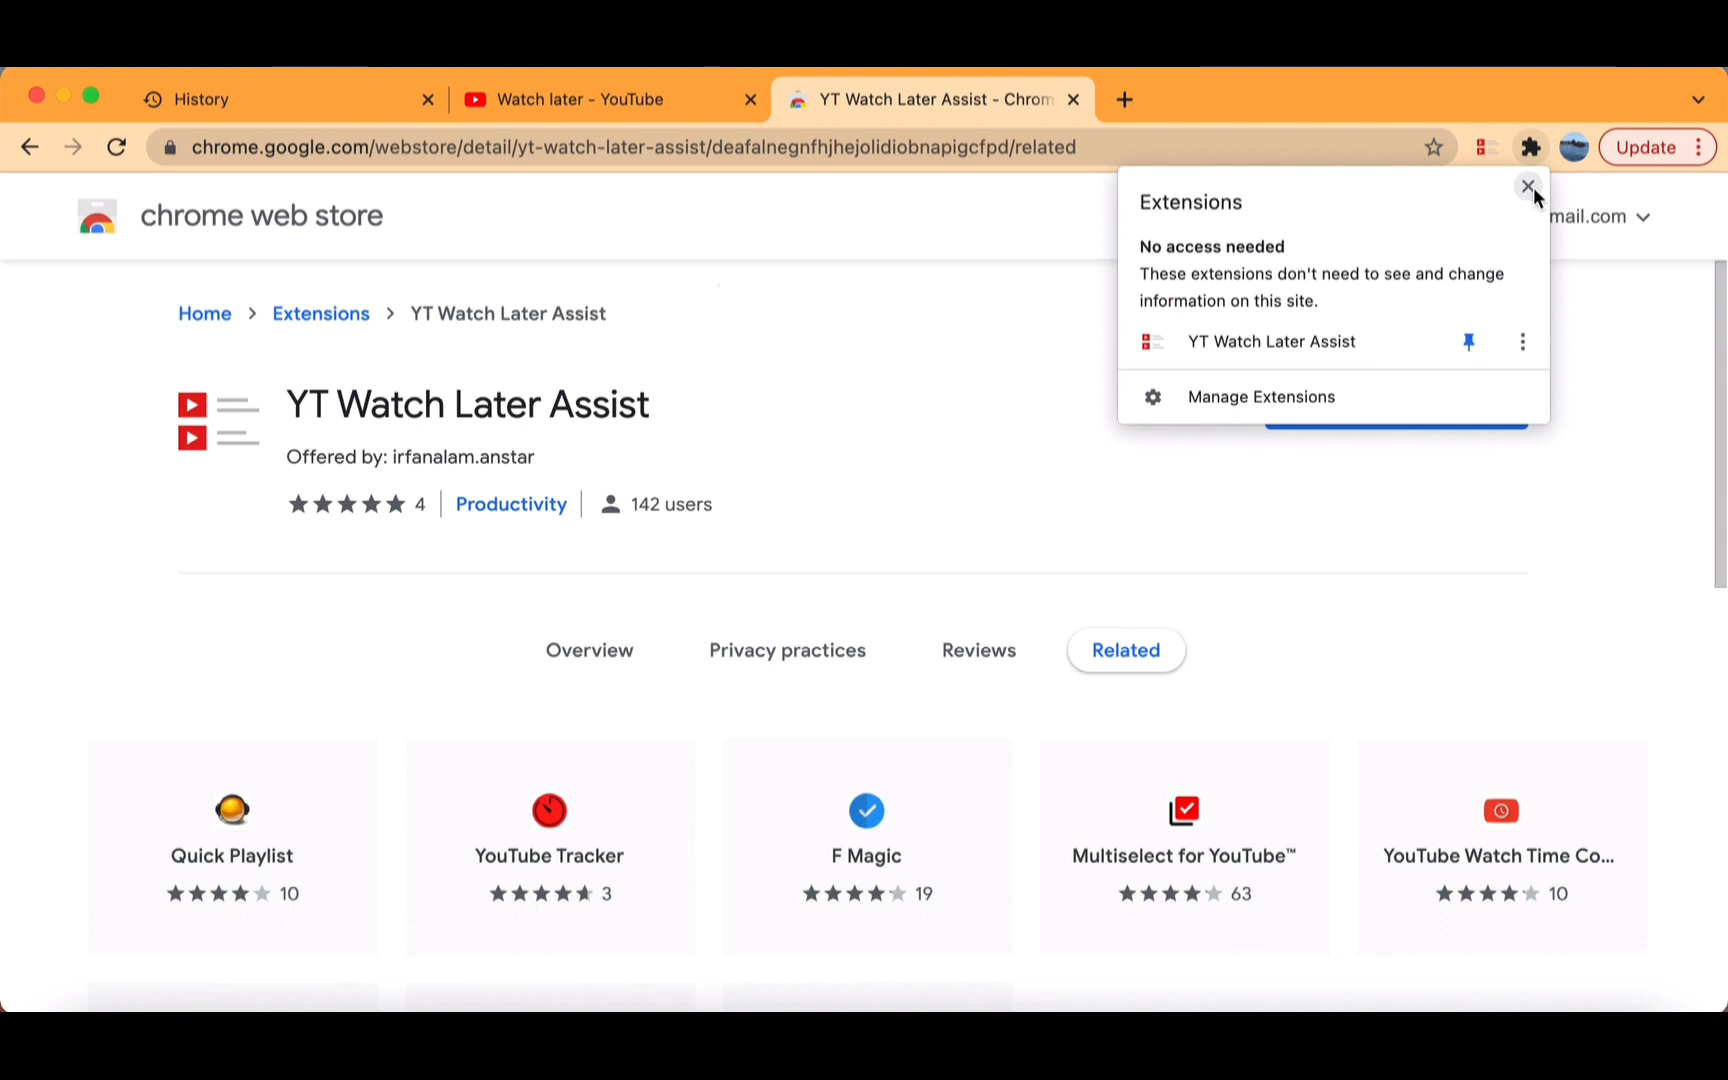 History
Watch later - YouTube
YT Watch Later Assist - Chrom
chrome.google.com/webstore/detail/yt-watch-later-assist/deafalnegnfhjhejolidiobnapigcfpd/related
Update
chrome web store
mail.com
Extensions
No access needed
These extensions don't need to see and change
information on this site.
YT Watch Later Assist
Manage Extensions
Home > Extensions > YT Watch Later Assist
YT Watch Later Assist
Offered by: irfanalam.anstar
4 Productivity 142 users
Overview Privacy practices Reviews Related
Quick Playlist YouTube Tracker F Magic Multiselect for YouTube™ YouTube Watch Time Co...
10 3 19 63 10